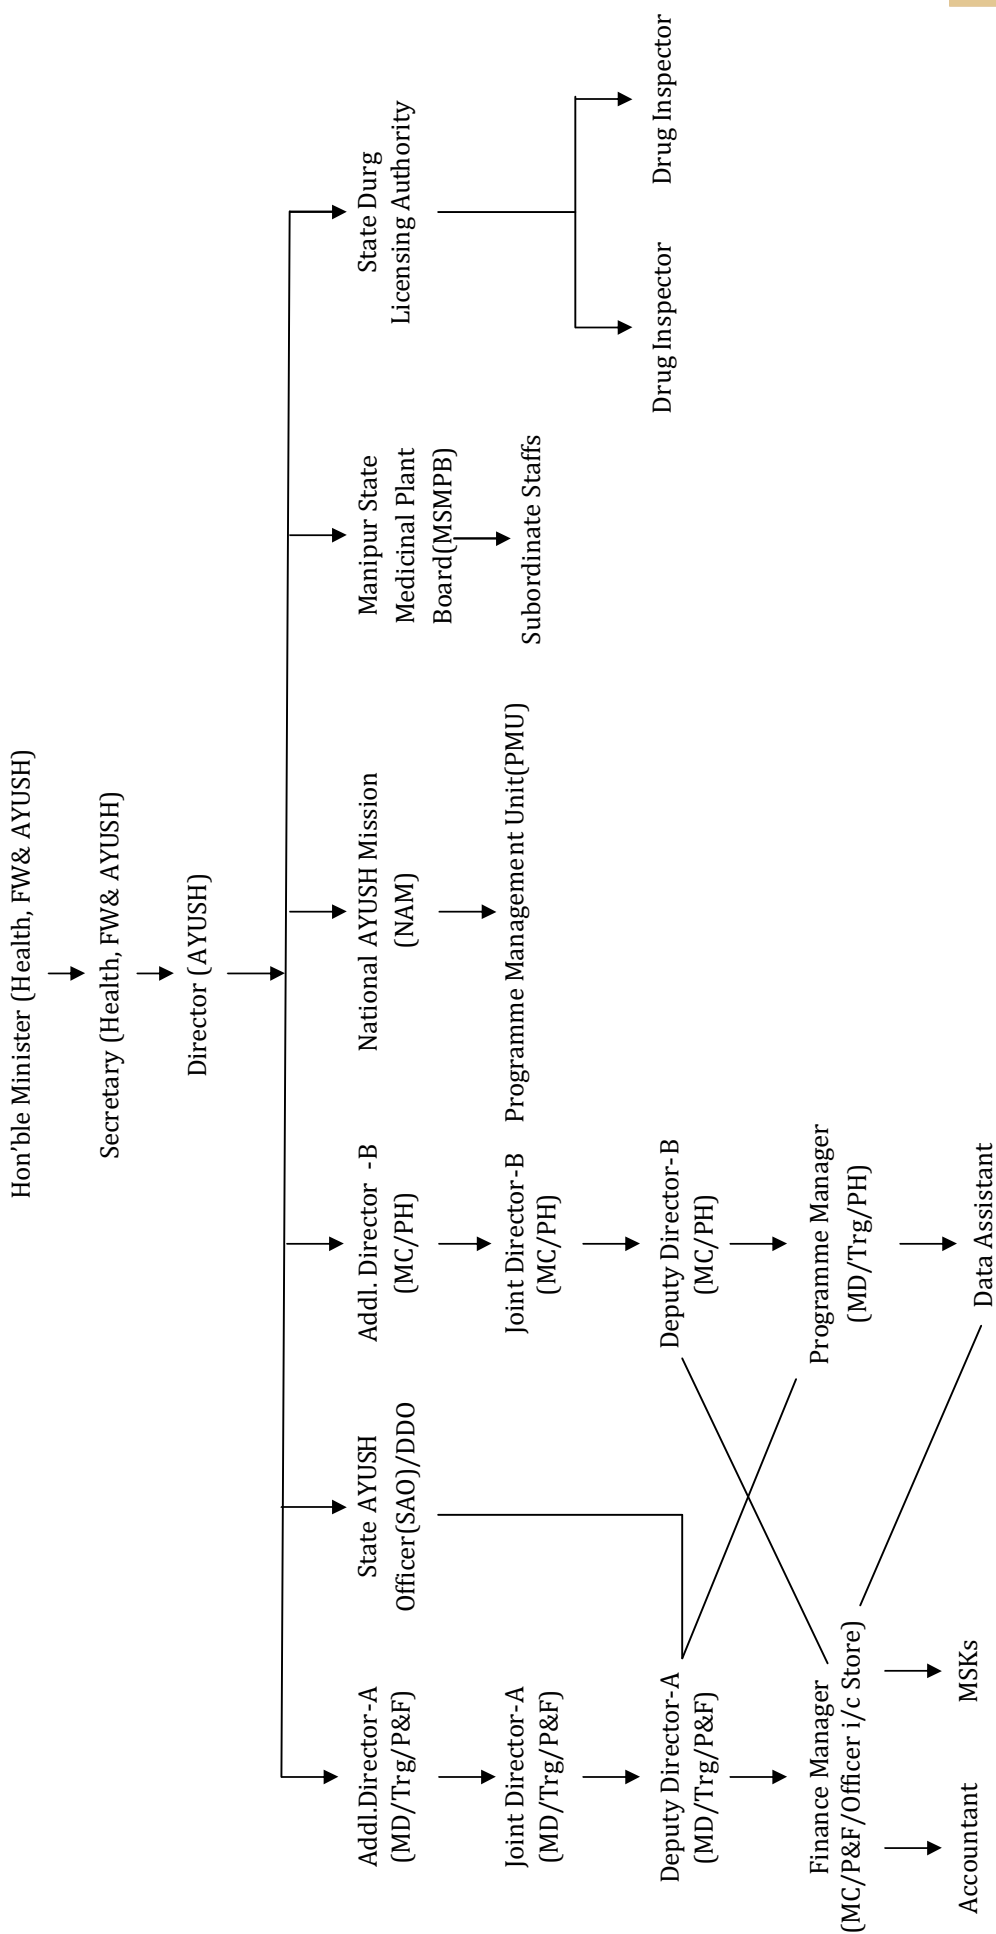 Hon'ble Minister (Health, FW& AYUSH)
Secretary (Health, FW& AYUSH)
Director (AYUSH)
Addl.Director-A
(MD/Trg/P&F)
State AYUSH
Officer(SAO)/DDO
Addl. Director -B
(MC/PH)
National AYUSH Mission
(NAM)
Manipur State
Medicinal Plant
Board(MSMPB)
State Durg
Licensing Authority
Joint Director-A
(MD/Trg/P&F)
Joint Director-B
(MC/PH)
Programme Management Unit(PMU)
Subordinate Staffs
Deputy Director-A
(MD/Trg/P&F)
Deputy Director-B
(MC/PH)
Drug Inspector
Drug Inspector
Finance Manager
(MC/P&F/Officer i/c Store)
Programme Manager
(MD/Trg/PH)
Accountant
MSKs
Data Assistant